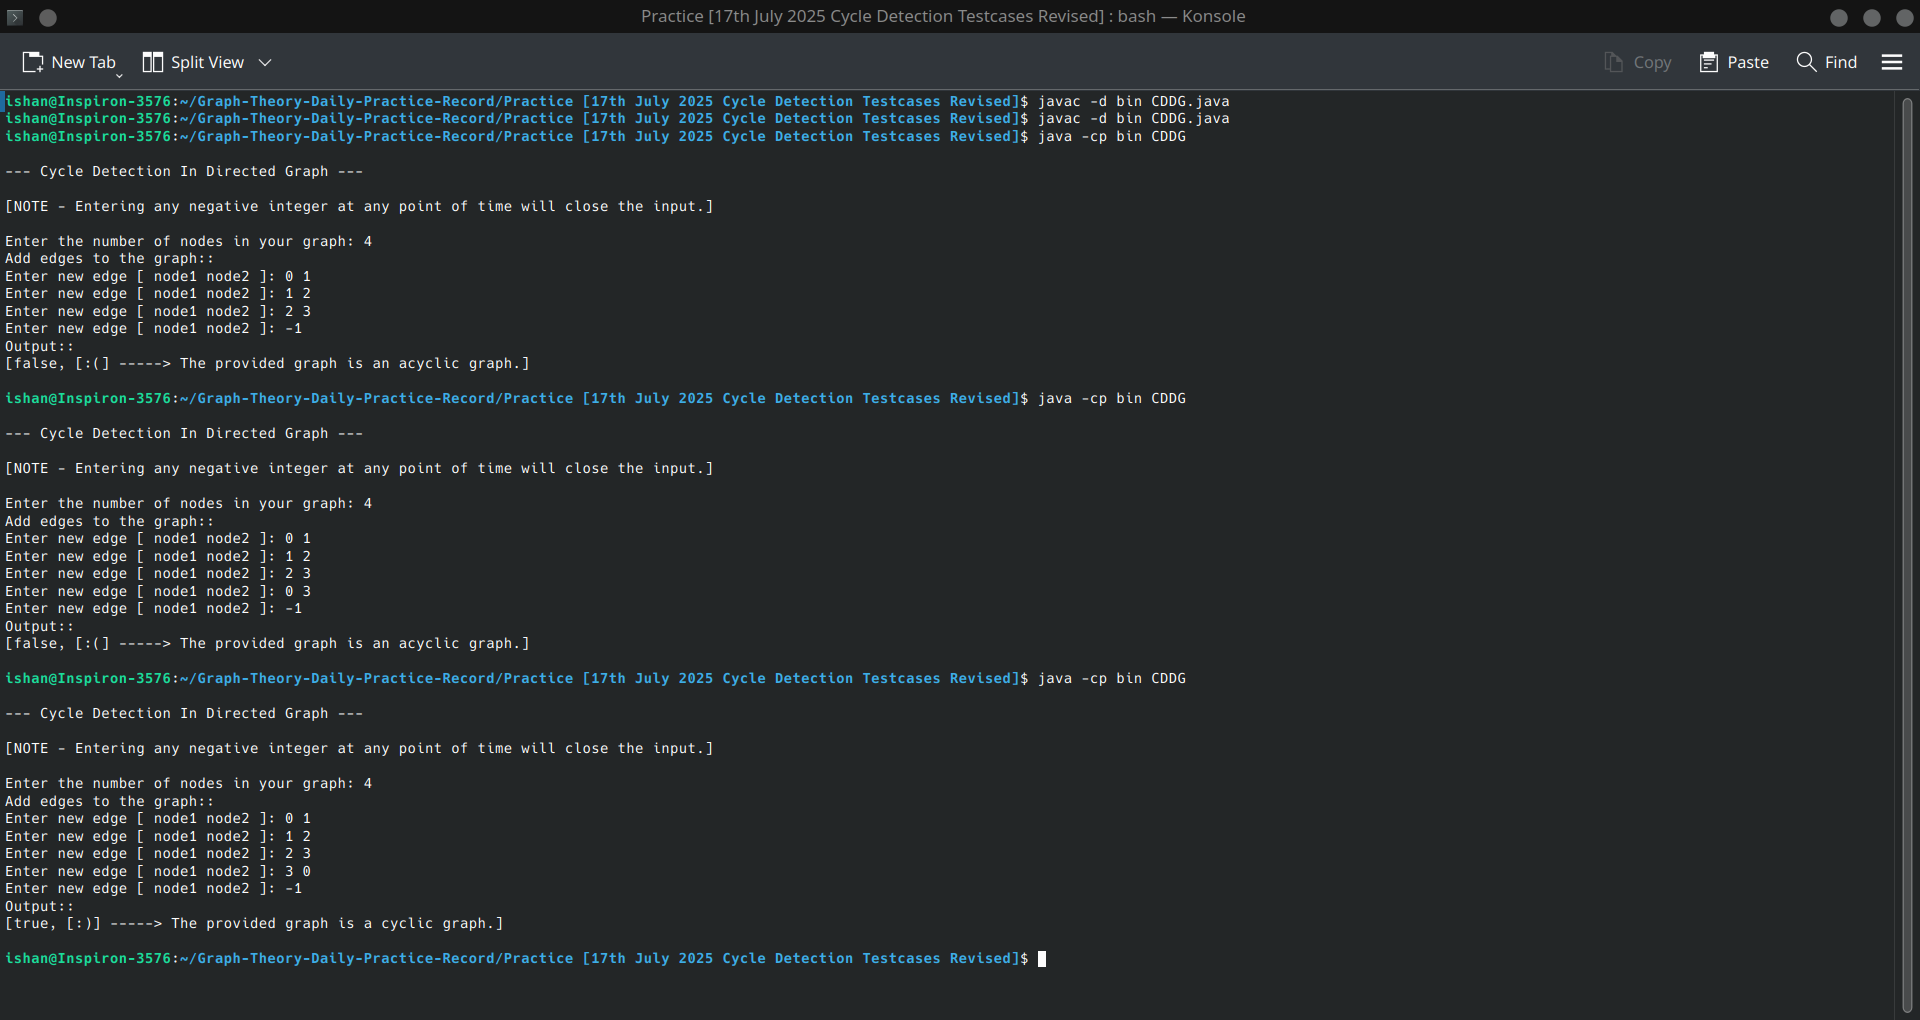 Practice [17th July 2025 Cycle Detection Testcases Revised] : bash — Konsole
New Tab Split View Copy Paste Find
ishan@Inspiron-3576:~/Graph-Theory-Daily-Practice-Record/Practice [17th July 2025 Cycle Detection Testcases Revised]$ javac -d bin CDDG.java
ishan@Inspiron-3576:~/Graph-Theory-Daily-Practice-Record/Practice [17th July 2025 Cycle Detection Testcases Revised]$ javac -d bin CDDG.java
ishan@Inspiron-3576:~/Graph-Theory-Daily-Practice-Record/Practice [17th July 2025 Cycle Detection Testcases Revised]$ java -cp bin CDDG
--- Cycle Detection In Directed Graph ---
[NOTE - Entering any negative integer at any point of time will close the input.]
Enter the number of nodes in your graph: 4
Add edges to the graph::
Enter new edge [ node1 node2 ]: 0 1
Enter new edge [ node1 node2 ]: 1 2
Enter new edge [ node1 node2 ]: 2 3
Enter new edge [ node1 node2 ]: -1
Output::
[false, [:(] -----> The provided graph is an acyclic graph.]
ishan@Inspiron-3576:~/Graph-Theory-Daily-Practice-Record/Practice [17th July 2025 Cycle Detection Testcases Revised]$ java -cp bin CDDG
--- Cycle Detection In Directed Graph ---
[NOTE - Entering any negative integer at any point of time will close the input.]
Enter the number of nodes in your graph: 4
Add edges to the graph::
Enter new edge [ node1 node2 ]: 0 1
Enter new edge [ node1 node2 ]: 1 2
Enter new edge [ node1 node2 ]: 2 3
Enter new edge [ node1 node2 ]: 0 3
Enter new edge [ node1 node2 ]: -1
Output::
[false, [:(] -----> The provided graph is an acyclic graph.]
ishan@Inspiron-3576:~/Graph-Theory-Daily-Practice-Record/Practice [17th July 2025 Cycle Detection Testcases Revised]$ java -cp bin CDDG
--- Cycle Detection In Directed Graph ---
[NOTE - Entering any negative integer at any point of time will close the input.]
Enter the number of nodes in your graph: 4
Add edges to the graph::
Enter new edge [ node1 node2 ]: 0 1
Enter new edge [ node1 node2 ]: 1 2
Enter new edge [ node1 node2 ]: 2 3
Enter new edge [ node1 node2 ]: 3 0
Enter new edge [ node1 node2 ]: -1
Output::
[true, [:)] -----> The provided graph is a cyclic graph.]
ishan@Inspiron-3576:~/Graph-Theory-Daily-Practice-Record/Practice [17th July 2025 Cycle Detection Testcases Revised]$